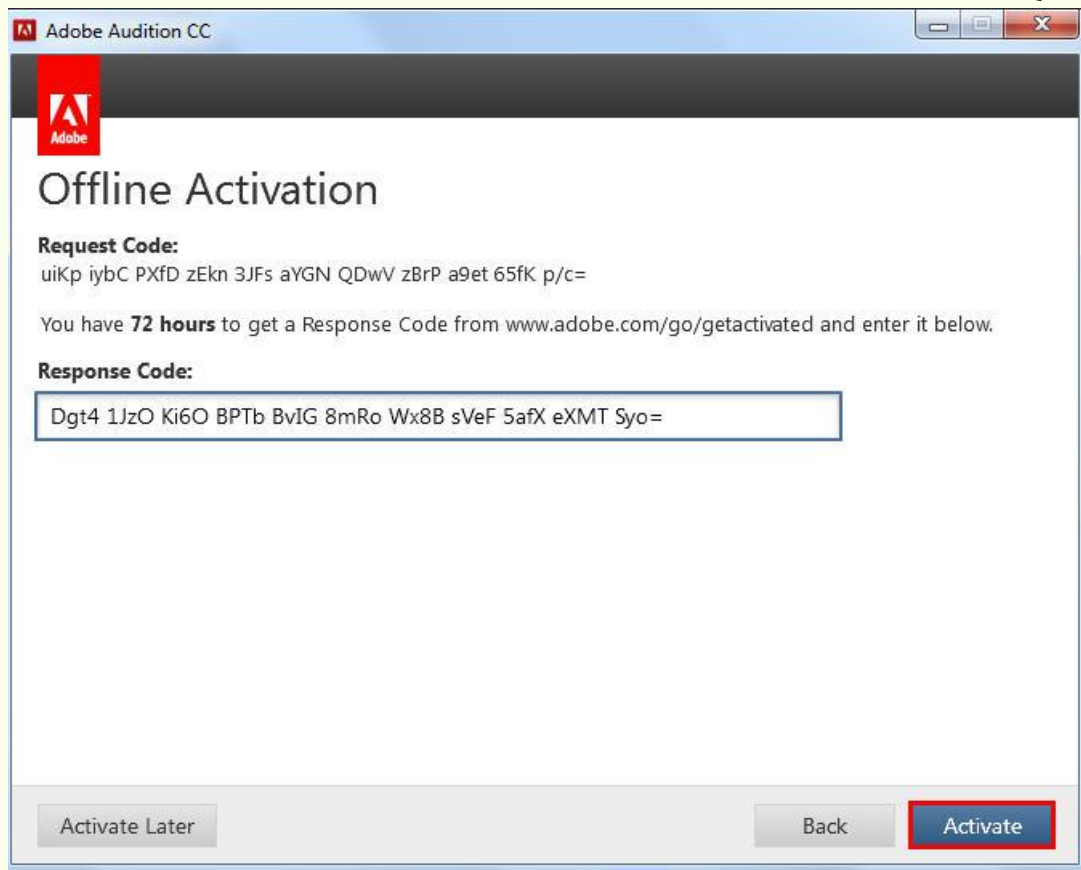 Adobe Audition CC
Adobe
Offline Activation
Request Code:
uiKp iybC PXfD zEkn 3JFs aYGN QDwV zBrP a9et 65fK p/c=
You have 72 hours to get a Response Code from www.adobe.com/go/getactivated and enter it below.
Response Code:
Dgt4 1JzO Ki6O BPTb BvIG 8mRo Wx8B sVeF 5afX eXMT Syo=
Activate Later
Back
Activate